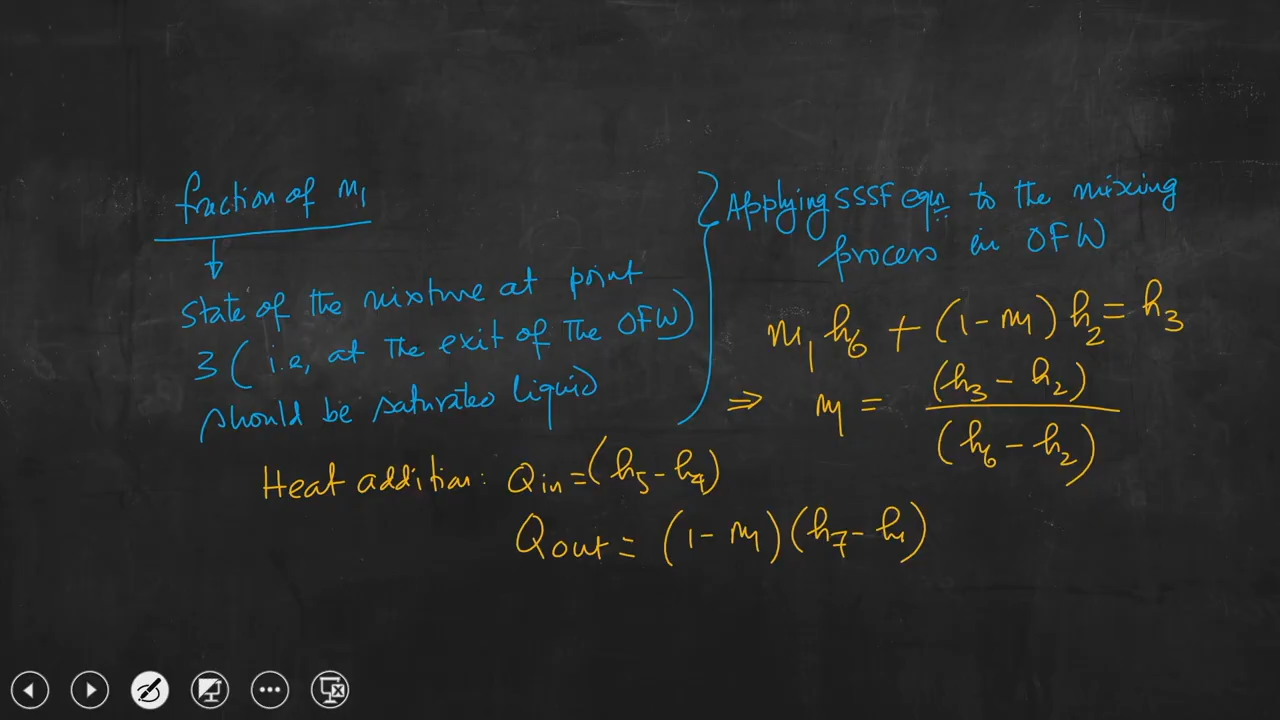 fraction of m₁
↓
State of the mixture at point
3 ( i.e, at the exit of the OFW)
should be saturated liquid
Applying SSSF eqn to the mixing
process in OFW
m₁ h₆ + (1 - m₁) h₂ = h₃
⇒ m₁ = (h₃ - h₂) / (h₆ - h₂)
Heat addition: Qin = (h₅ - h₄)
Qout = (1 - m₁) (h₇ - h₁)